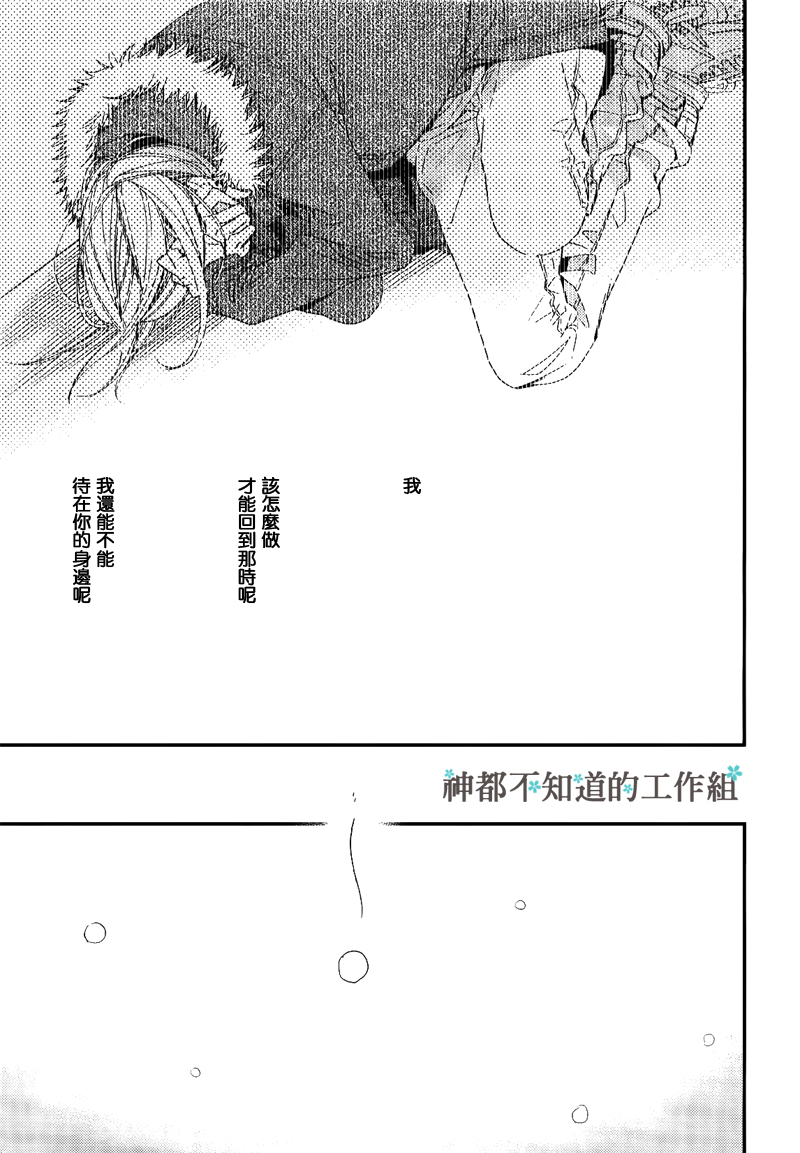 我
該怎麼做
才能回到那時呢
我還能不能
待在你的身邊呢
神都不知道的工作組